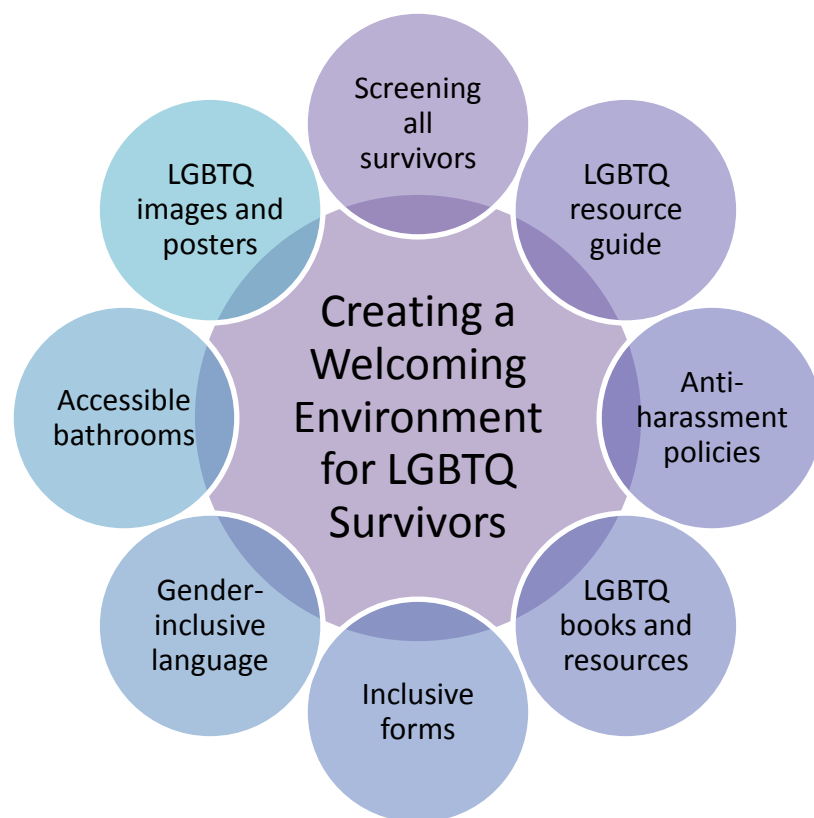 Screening
all
survivors
LGBTQ
resource
guide
Anti-
harassment
policies
LGBTQ
books and
resources
Inclusive
forms
Gender-
inclusive
language
Accessible
bathrooms
LGBTQ
images and
posters
Creating a
Welcoming
Environment
for LGBTQ
Survivors